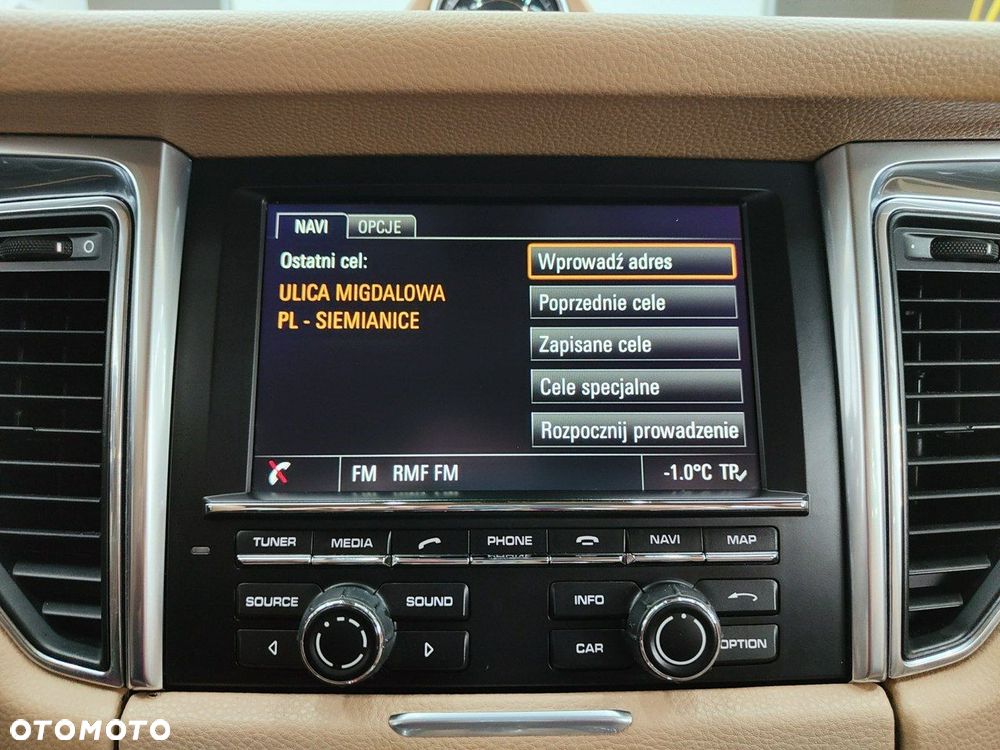 NAVI OPCJE
Ostatni cel:
ULICA MIGDALOWA
PL - SIEMIANICE
Wprowadź adres
Poprzednie cele
Zapisane cele
Cele specjalne
Rozpocznij prowadzenie
FM RMF FM -1.0°C TP
TUNER MEDIA PHONE NAVI MAP
SOURCE SOUND INFO
CAR OPTION
OTOMOTO